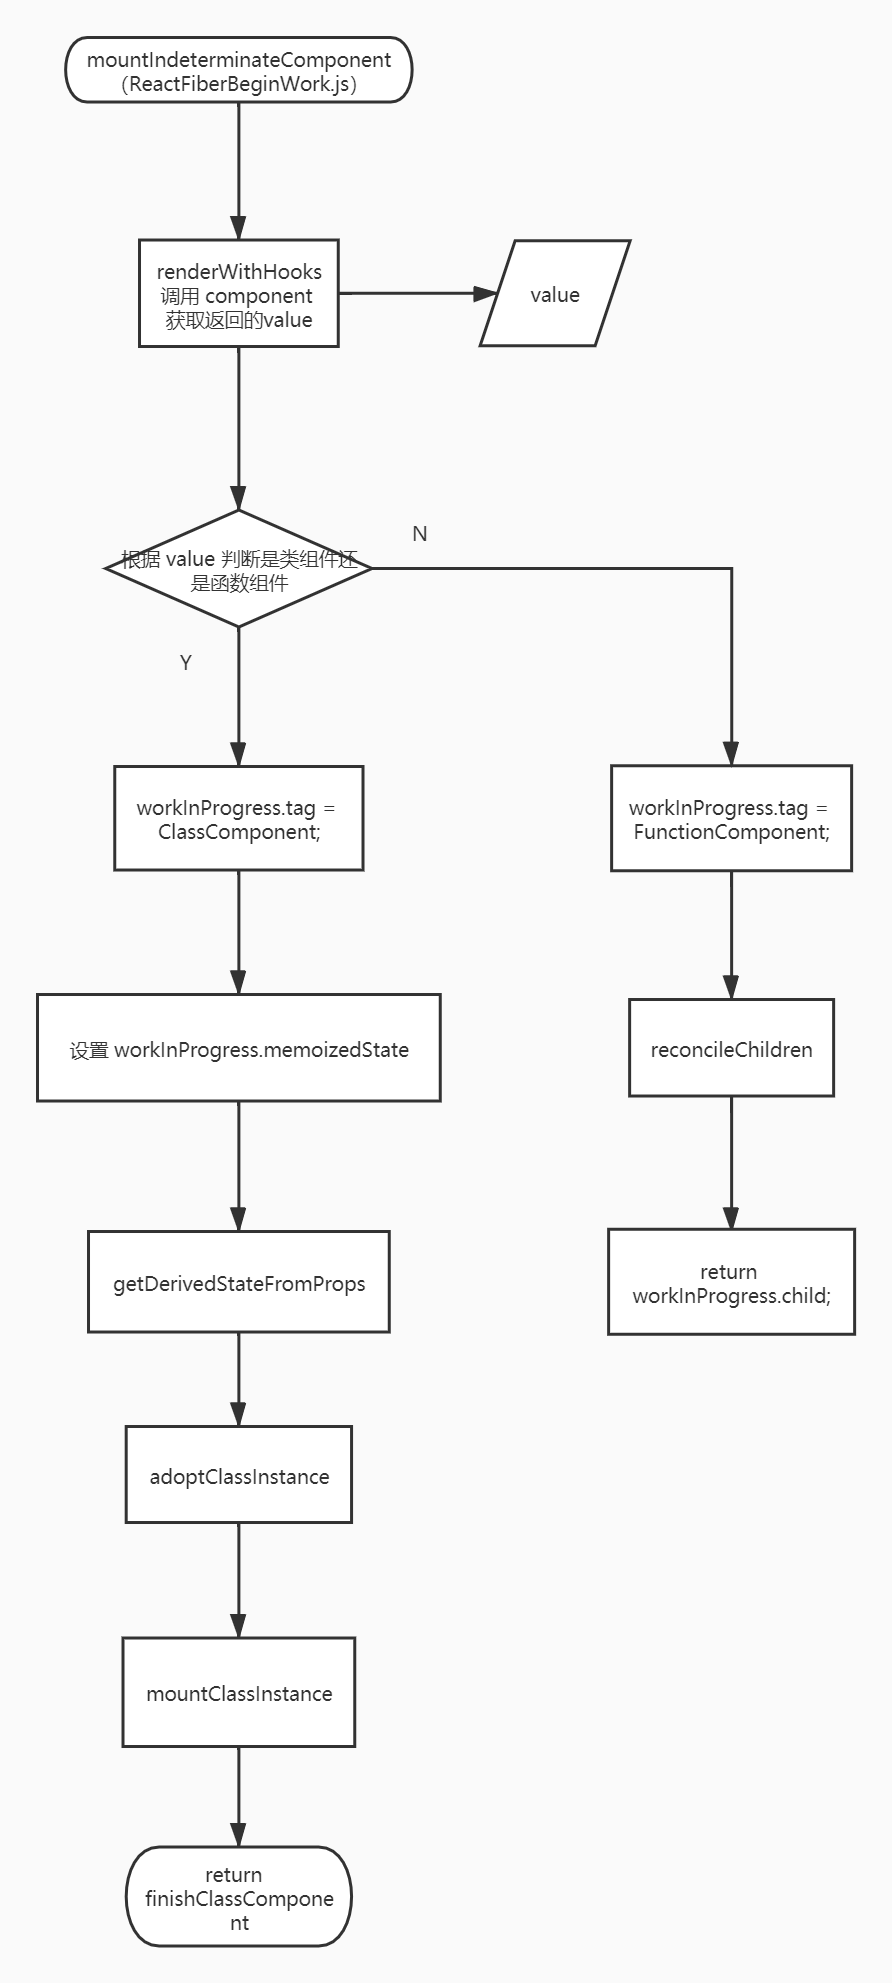 mountIndeterminateComponent
（ReactFiberBeginWork.js）
renderWithHooks
调用 component
获取返回的value
value
根据 value 判断是类组件还
是函数组件
N
Y
workInProgress.tag =
ClassComponent;
workInProgress.tag =
FunctionComponent;
设置 workInProgress.memoizedState
reconcileChildren
getDerivedStateFromProps
return
workInProgress.child;
adoptClassInstance
mountClassInstance
return
finishClassCompone
nt